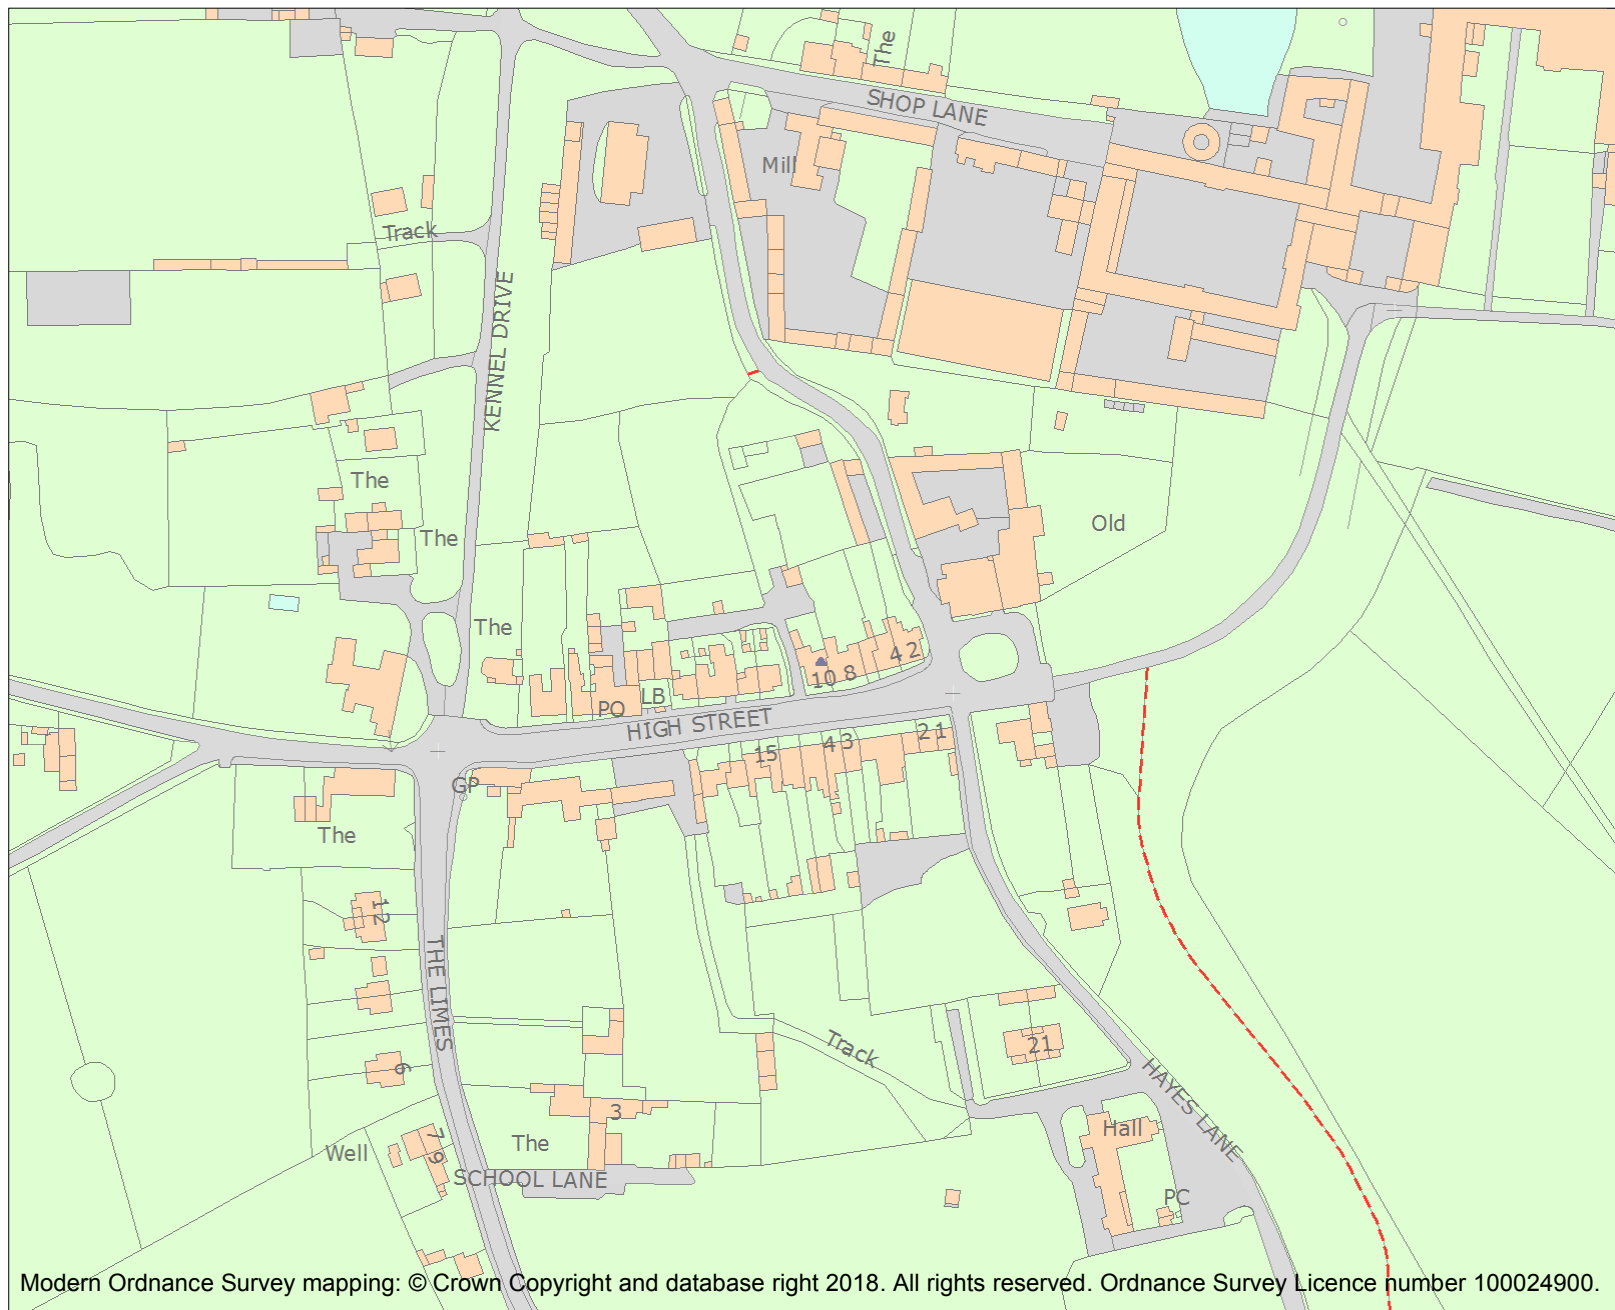 The
SHOP LANE
Mill
Track
KENNEL DRIVE
The
Old
The
The
4 2
10 8
LB
PO
HIGH STREET
2 1
4 3
15
GP
The
12
THE LIMES
Track
21
6
HAYES LANE
3
Hall
7
The
Well
9
SCHOOL LANE
PC
Modern Ordnance Survey mapping: © Crown Copyright and database right 2018. All rights reserved. Ordnance Survey Licence number 100024900.